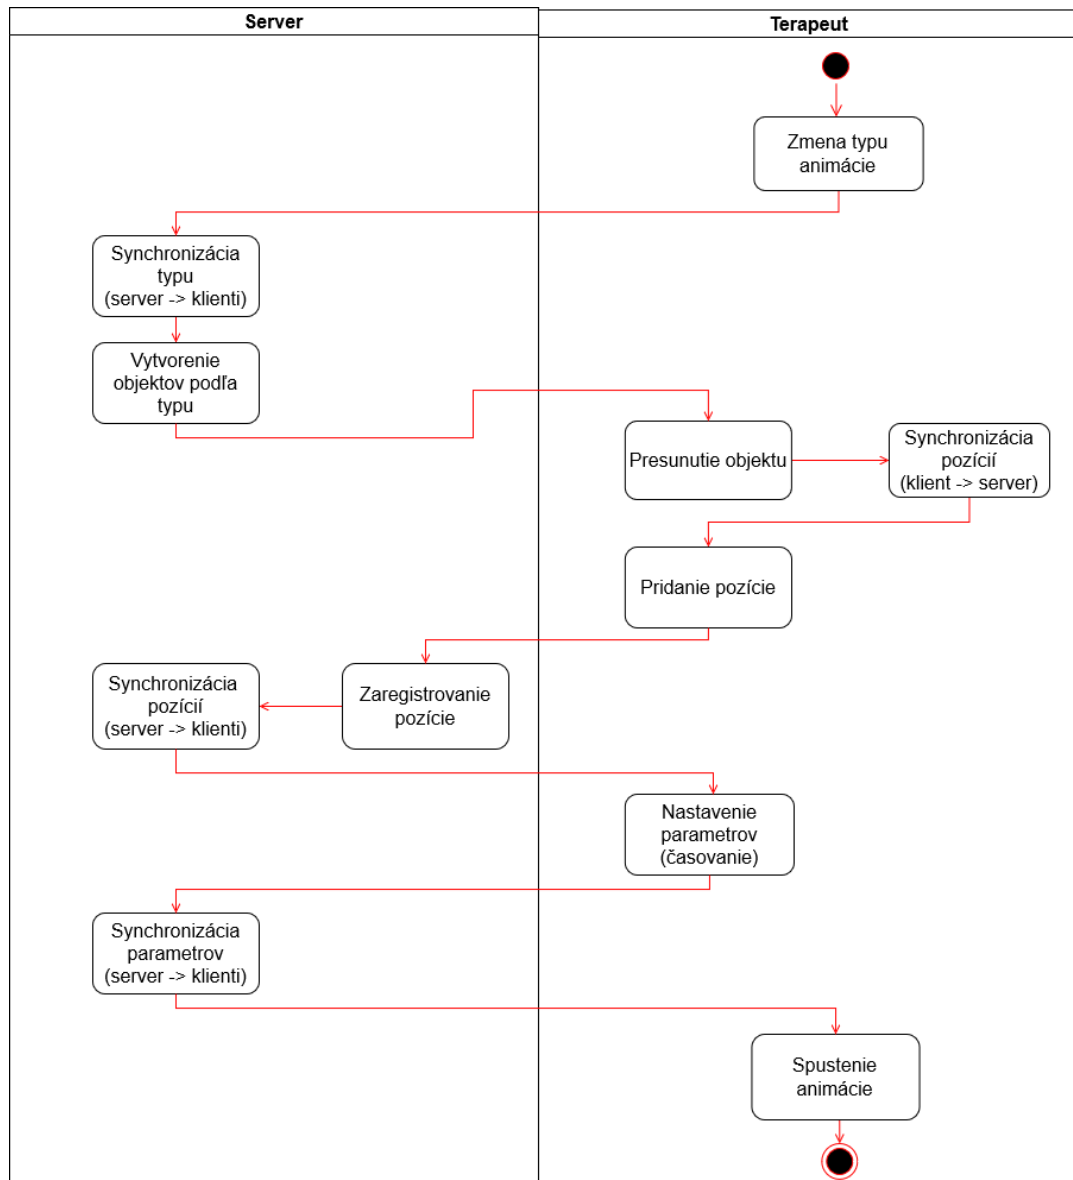 Server
Terapeut
Zmena typu
animácie
Synchronizácia
typu
(server -> klienti)
Vytvorenie
objektov podľa
typu
Presunutie objektu
Synchronizácia
pozícií
(klient -> server)
Pridanie pozície
Zaregistrovanie
pozície
Synchronizácia
pozícií
(server -> klienti)
Nastavenie
parametrov
(časovanie)
Synchronizácia
parametrov
(server -> klienti)
Spustenie
animácie